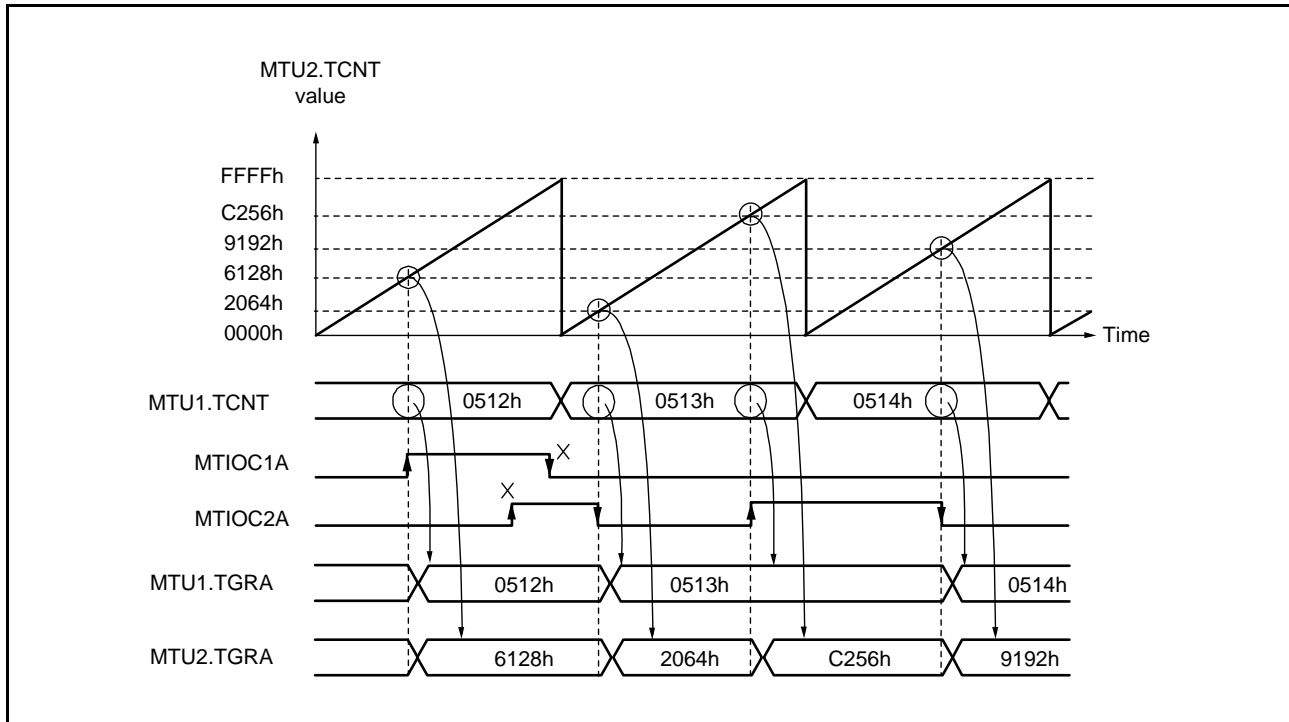 MTU2.TCNT
value
FFFFh
C256h
9192h
6128h
2064h
0000h
Time
MTU1.TCNT
0512h
0513h
0514h
MTIOC1A
MTIOC2A
MTU1.TGRA
0512h
0513h
0514h
MTU2.TGRA
6128h
2064h
C256h
9192h